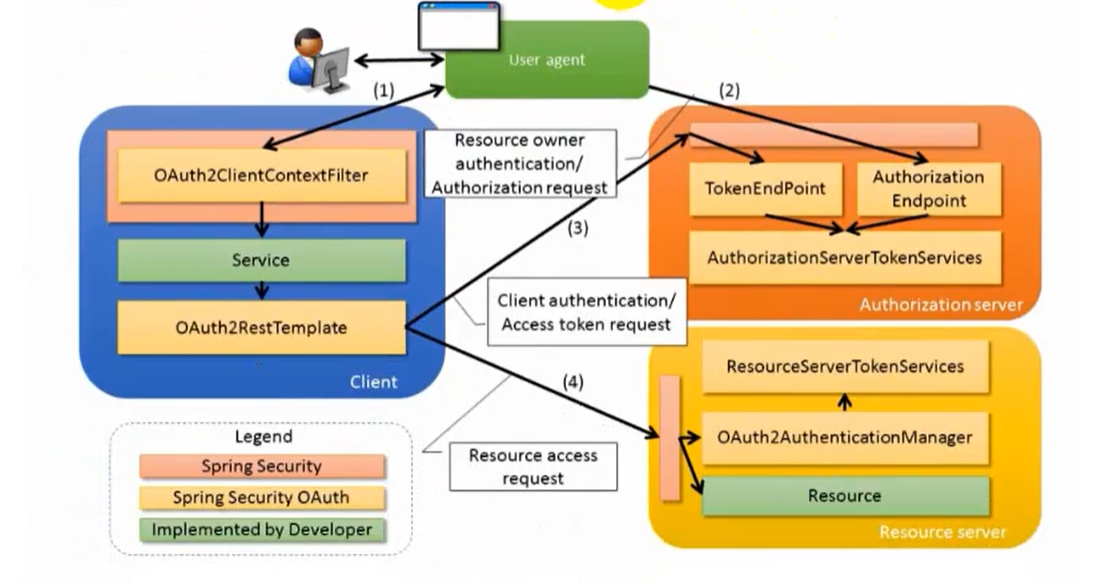 User agent
(1)
(2)
Resource owner
authentication/
Authorization request
OAuth2ClientContextFilter
Service
OAuth2RestTemplate
Client
(3)
Client authentication/
Access token request
TokenEndPoint
Authorization
Endpoint
AuthorizationServerTokenServices
Authorization server
(4)
Resource access
request
ResourceServerTokenServices
OAuth2AuthenticationManager
Resource
Resource server
Legend
Spring Security
Spring Security OAuth
Implemented by Developer